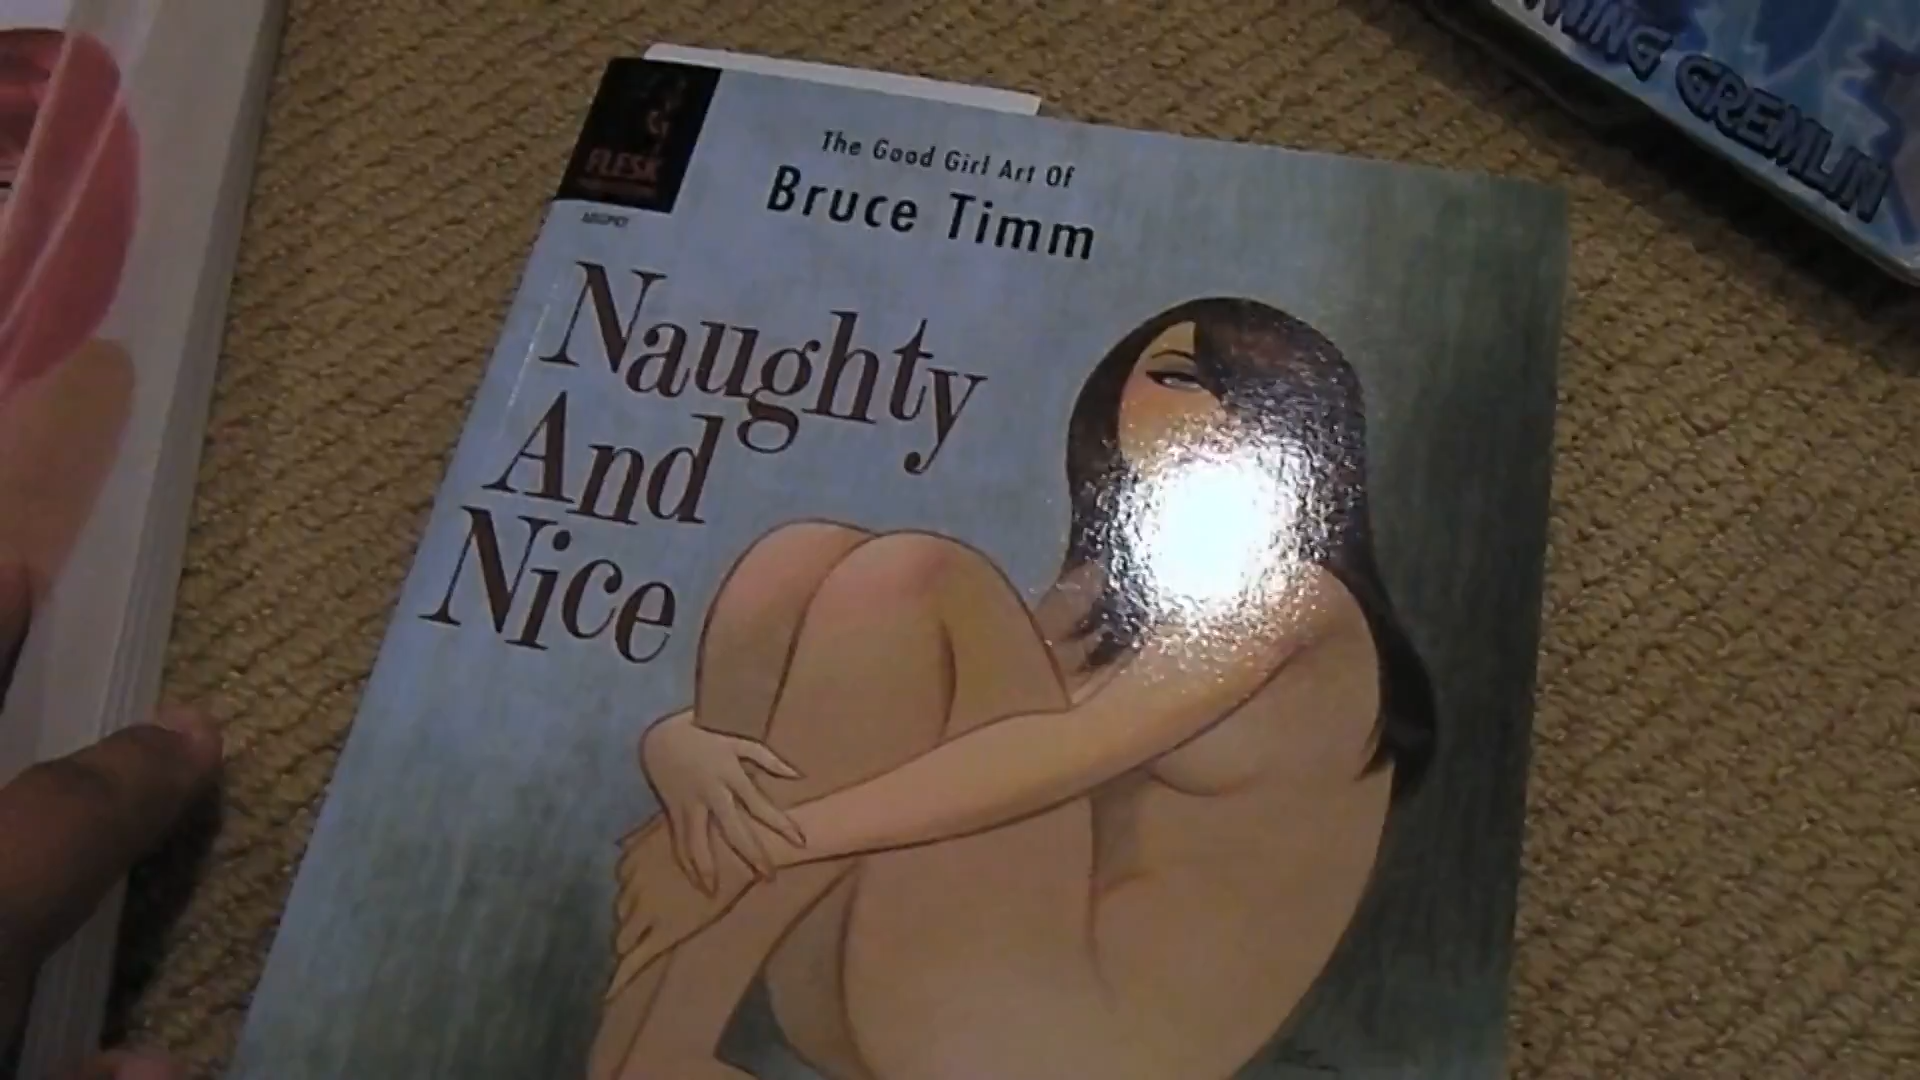 FLESK
The Good Girl Art Of
Bruce Timm
Naughty
And
Nice
GREMLIN